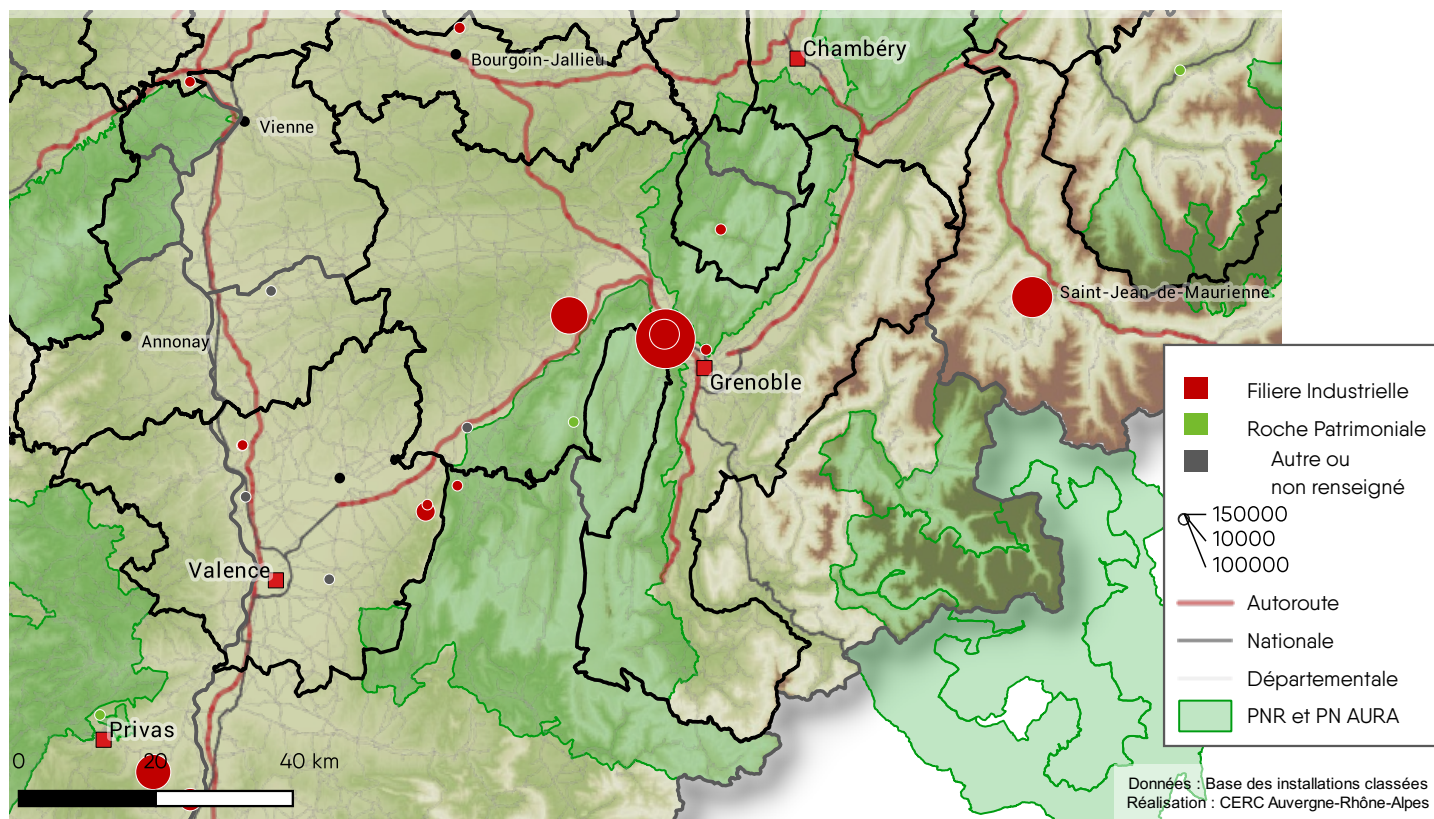 Chambéry
Bourgoin-Jallieu
Vienne
Saint-Jean-de-Maurienne
Annonay
Grenoble
Filiere Industrielle
Roche Patrimoniale
Autre ou
non renseigné
150000
10000
100000
Valence
Autoroute
Nationale
Départementale
PNR et PN AURA
Privas
0 20 40 km
Données : Base des installations classées
Réalisation : CERC Auvergne-Rhône-Alpes